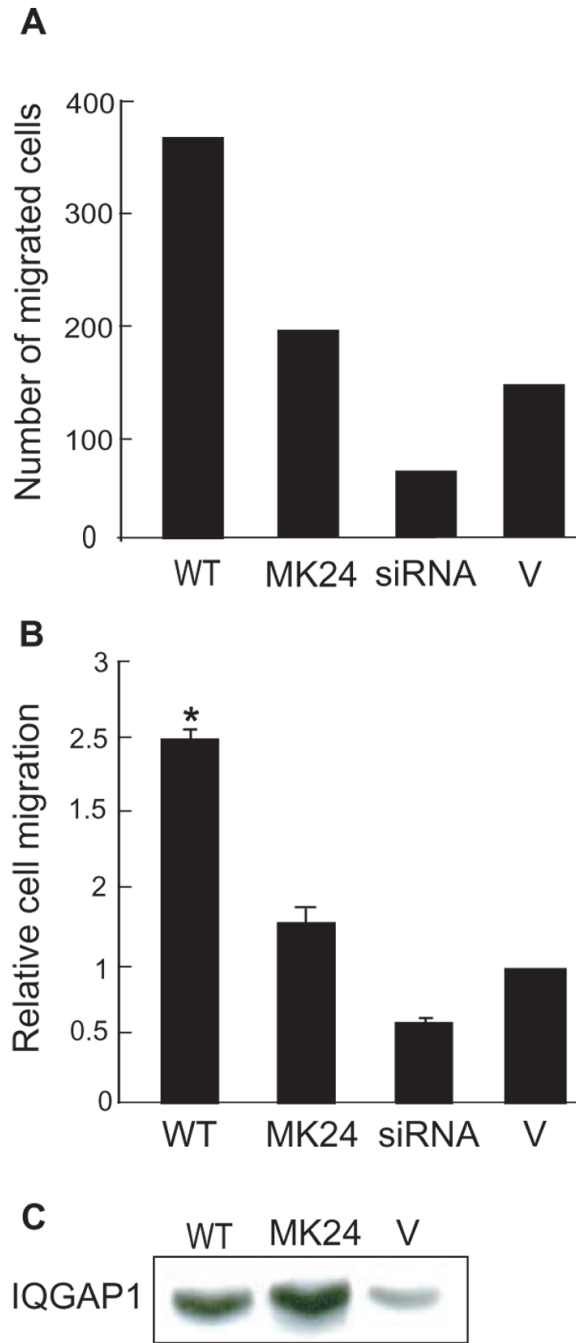 A
Number of migrated cells
400
300
200
100
0
WT MK24 siRNA V
B
Relative cell migration
3
2.5
1.5
2
1
0.5
0
*
WT MK24 siRNA V
C
WT MK24 V
IQGAP1